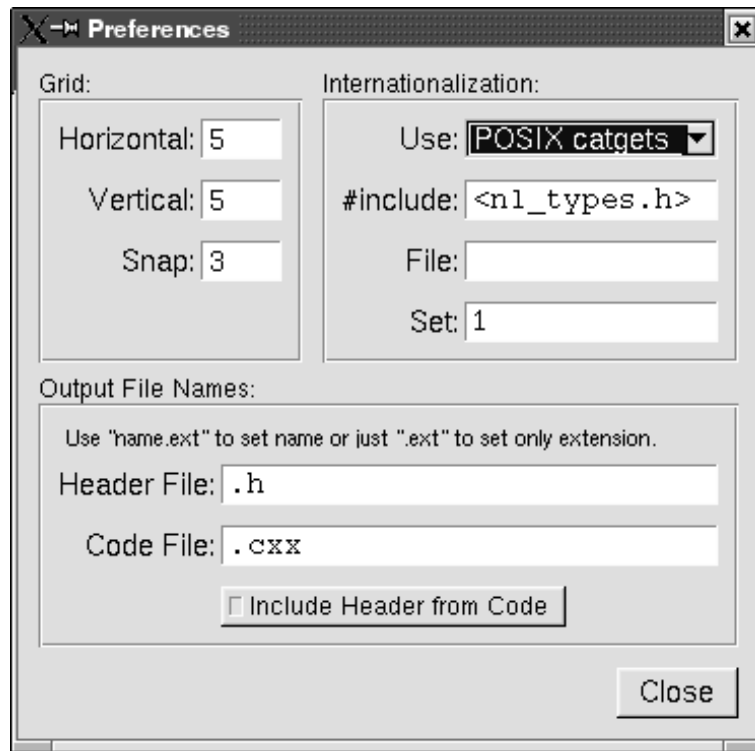 Preferences
Grid:
Horizontal: 5
Vertical: 5
Snap: 3
Internationalization:
Use: POSIX catgets
#include: <nl_types.h>
File:
Set: 1
Output File Names:
Use "name.ext" to set name or just ".ext" to set only extension.
Header File: .h
Code File: .cxx
Include Header from Code
Close